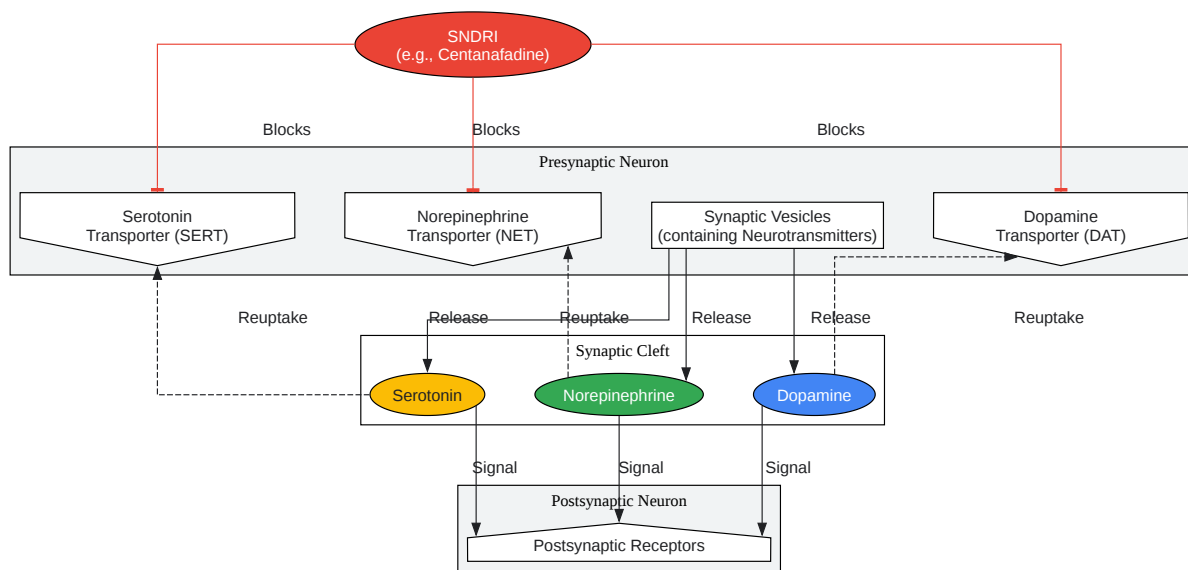 SNDRI
(e.g., Centanafadine)
Blocks
Blocks
Blocks
Presynaptic Neuron
Serotonin
Transporter (SERT)
Norepinephrine
Transporter (NET)
Synaptic Vesicles
(containing Neurotransmitters)
Dopamine
Transporter (DAT)
Reuptake
Release
Reuptake
Release
Release
Reuptake
Synaptic Cleft
Serotonin
Norepinephrine
Dopamine
Signal
Signal
Signal
Postsynaptic Neuron
Postsynaptic Receptors